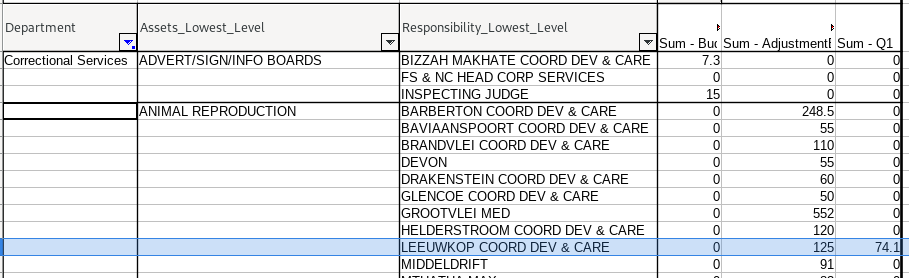 Department Assets_Lowest_Level Responsibility_Lowest_Level
Sum - Sum - Adjustment Sum - Q1
Correctional Services ADVERT/SIGN/INFO BOARDS BIZZAH MAKHATE COORD DEV & CARE 7.3 0 0
FS & NC HEAD CORP SERVICES 0 0 0
INSPECTING JUDGE 15 0 0
ANIMAL REPRODUCTION BARBERTON COORD DEV & CARE 0 248.5 0
BAVIAANSPOORT COORD DEV & CARE 0 55 0
BRANDVLEI COORD DEV & CARE 0 110 0
DEVON 0 55 0
DRAKENSTEIN COORD DEV & CARE 0 60 0
GLENCOE COORD DEV & CARE 0 50 0
GROOTVLEI MED 0 552 0
HELDERSTROOM COORD DEV & CARE 0 120 0
LEEUWKOP COORD DEV & CARE 0 125 74.1
MIDDELDRIFT 0 91 0